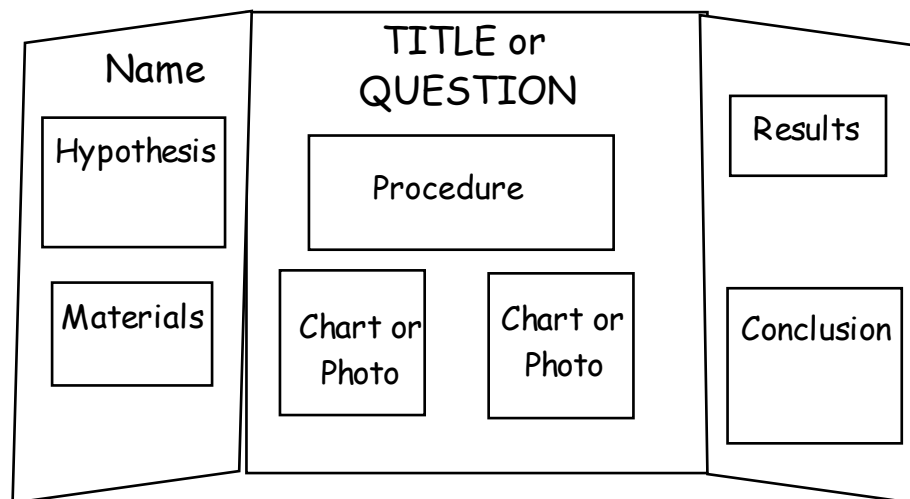 Name
Hypothesis
Materials
TITLE or
QUESTION
Procedure
Chart or
Photo
Chart or
Photo
Results
Conclusion